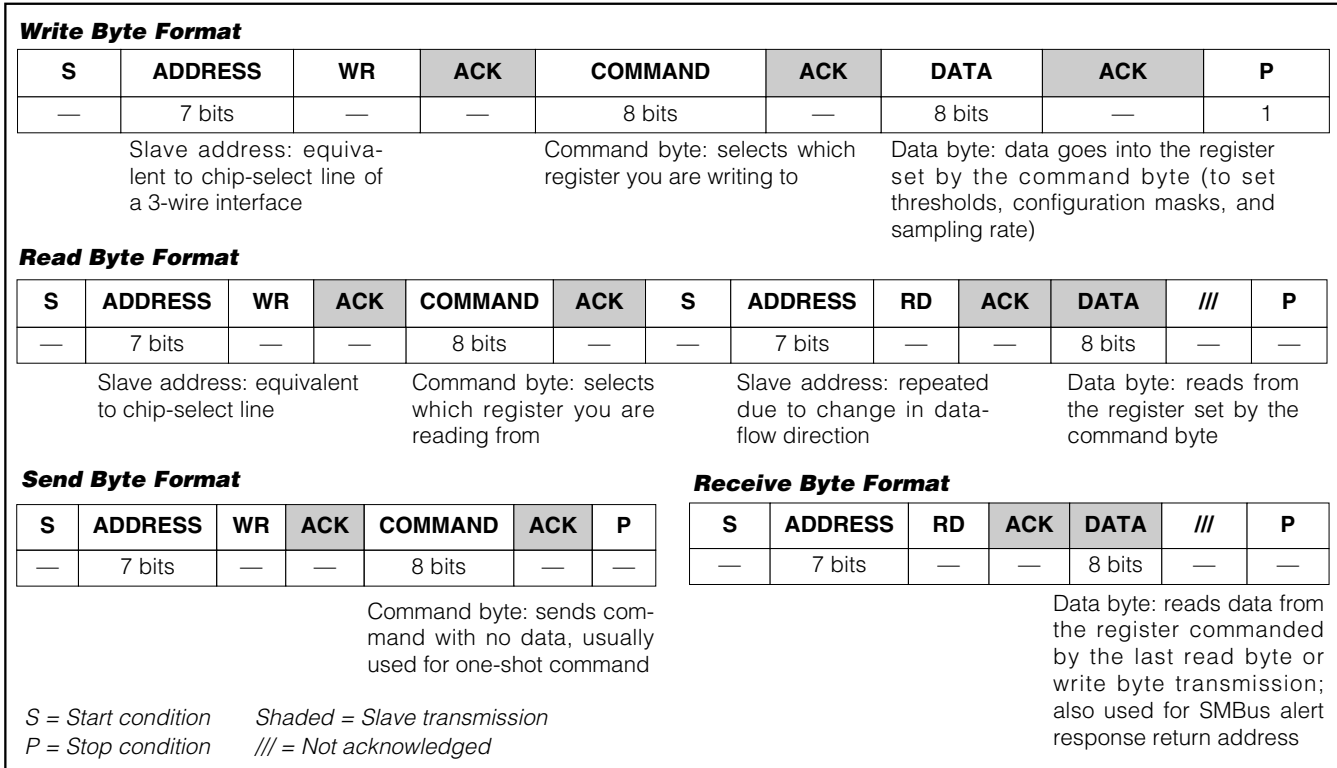 Write Byte Format
S ADDRESS WR ACK COMMAND ACK DATA ACK P
— 7 bits — — 8 bits — 8 bits — 1
Slave address: equiva-
lent to chip-select line of
a 3-wire interface
Command byte: selects which
register you are writing to
Data byte: data goes into the register
set by the command byte (to set
thresholds, configuration masks, and
sampling rate)
Read Byte Format
S ADDRESS WR ACK COMMAND ACK S ADDRESS RD ACK DATA /// P
— 7 bits — — 8 bits — — 7 bits — — 8 bits — —
Slave address: equivalent
to chip-select line
Command byte: selects
which register you are
reading from
Slave address: repeated
due to change in data-
flow direction
Data byte: reads from
the register set by the
command byte
Send Byte Format
S ADDRESS WR ACK COMMAND ACK P
— 7 bits — — 8 bits — —
Command byte: sends com-
mand with no data, usually
used for one-shot command
Receive Byte Format
S ADDRESS RD ACK DATA /// P
— 7 bits — — 8 bits — —
Data byte: reads data from
the register commanded
by the last read byte or
write byte transmission;
also used for SMBus alert
response return address
S = Start condition Shaded = Slave transmission
P = Stop condition /// = Not acknowledged